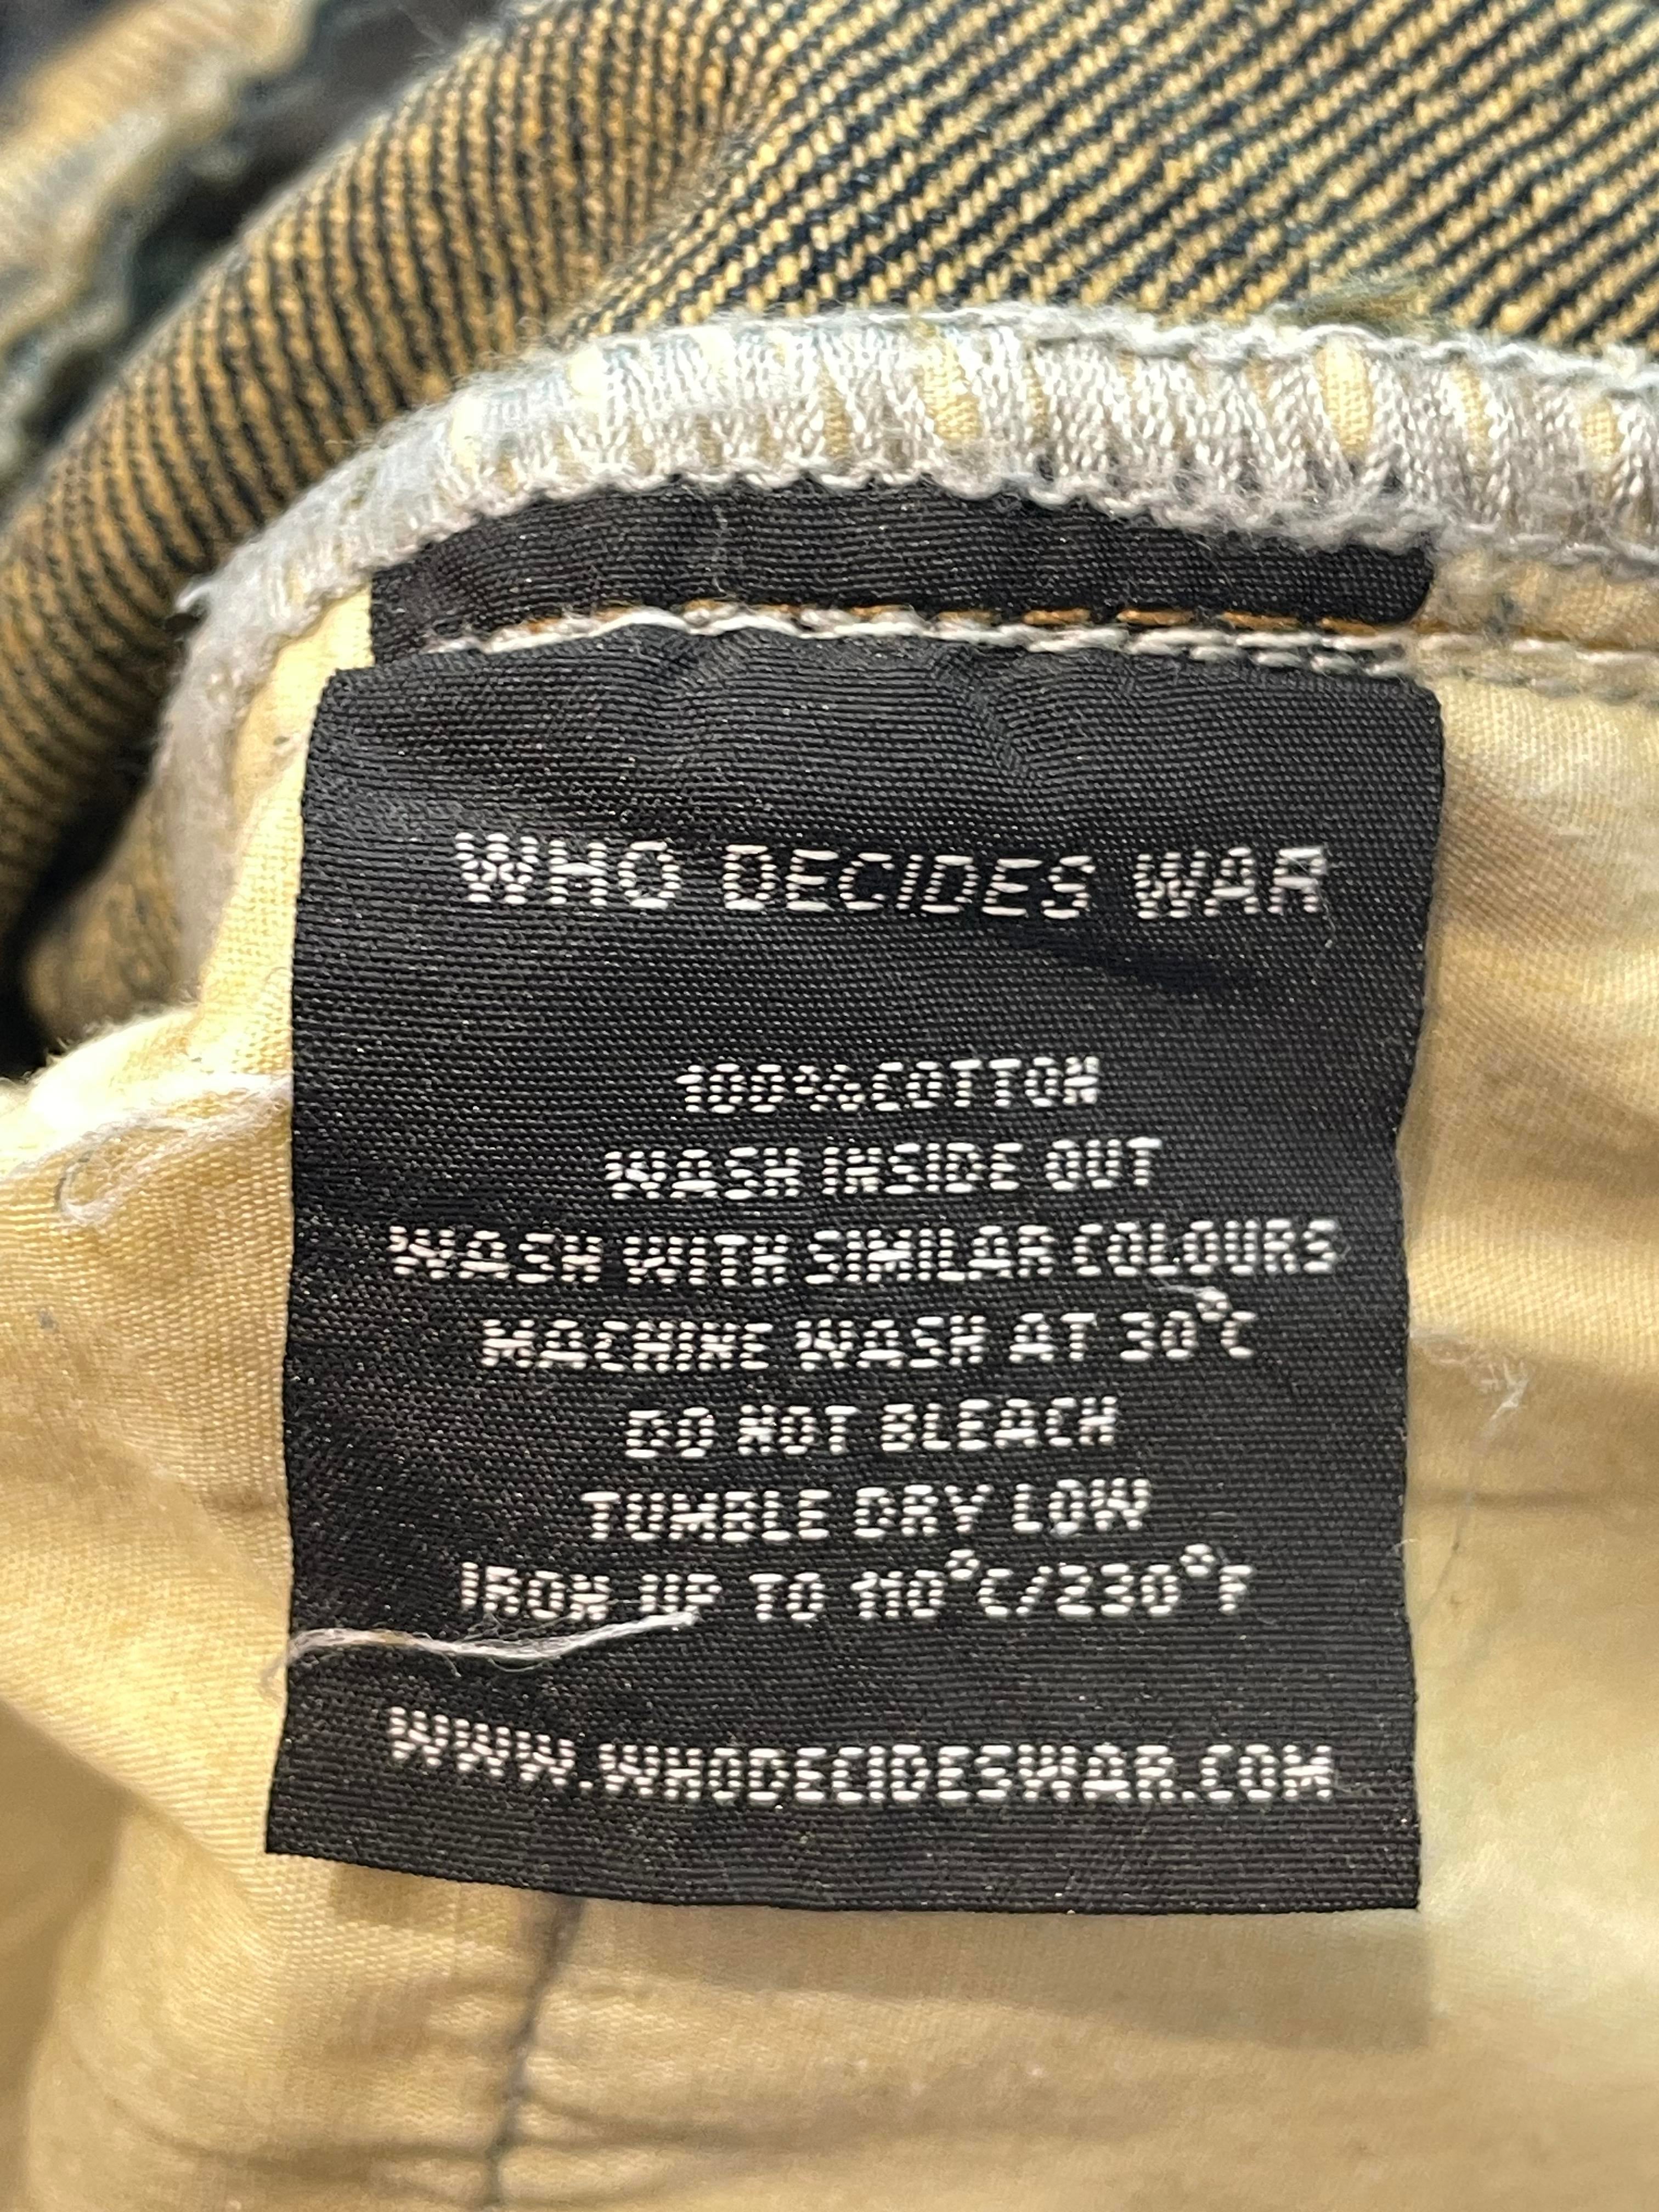 WHO DECIDES WAR
100%COTTON
WASH INSIDE OUT
WASH WITH SIMILAR COLOURS
MACHINE WASH AT 30°C
DO NOT BLEACH
TUMBLE DRY LOW
IRON UP TO 110°C/230°F
WWW.WHODECIDESWAR.COM